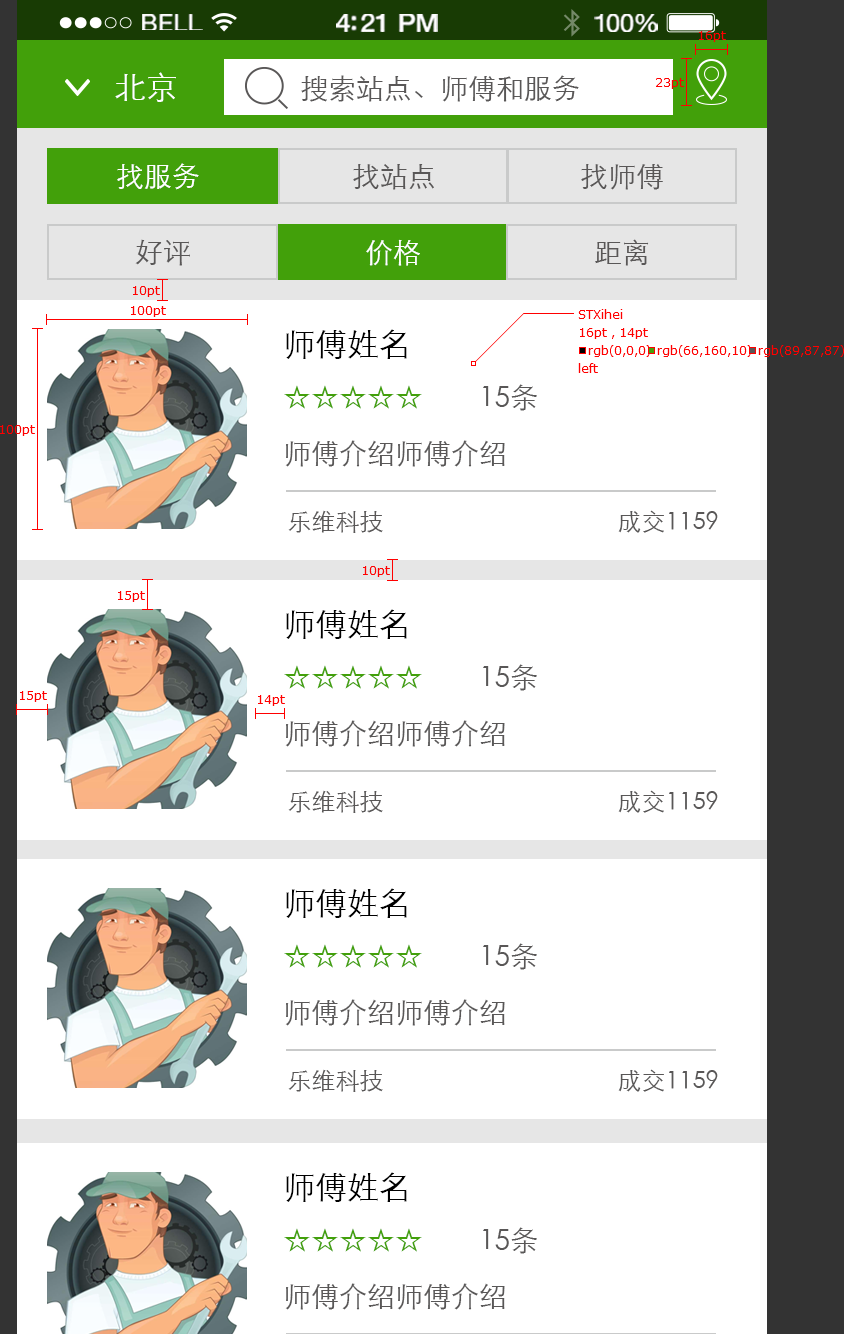 BELL 4:21 PM 100%
16pt
北京 搜索站点、师傅和服务 23pt
找服务 找站点 找师傅
好评 价格 距离
10pt
100pt
STXihei
16pt , 14pt
rgb(0,0,0) rgb(66,160,10) rgb(89,87,87)
left
师傅姓名
☆☆☆☆☆ 15条
100pt
师傅介绍师傅介绍
乐维科技 成交1159
10pt
15pt
师傅姓名
☆☆☆☆☆ 15条
15pt 14pt
师傅介绍师傅介绍
乐维科技 成交1159
师傅姓名
☆☆☆☆☆ 15条
师傅介绍师傅介绍
乐维科技 成交1159
师傅姓名
☆☆☆☆☆ 15条
师傅介绍师傅介绍